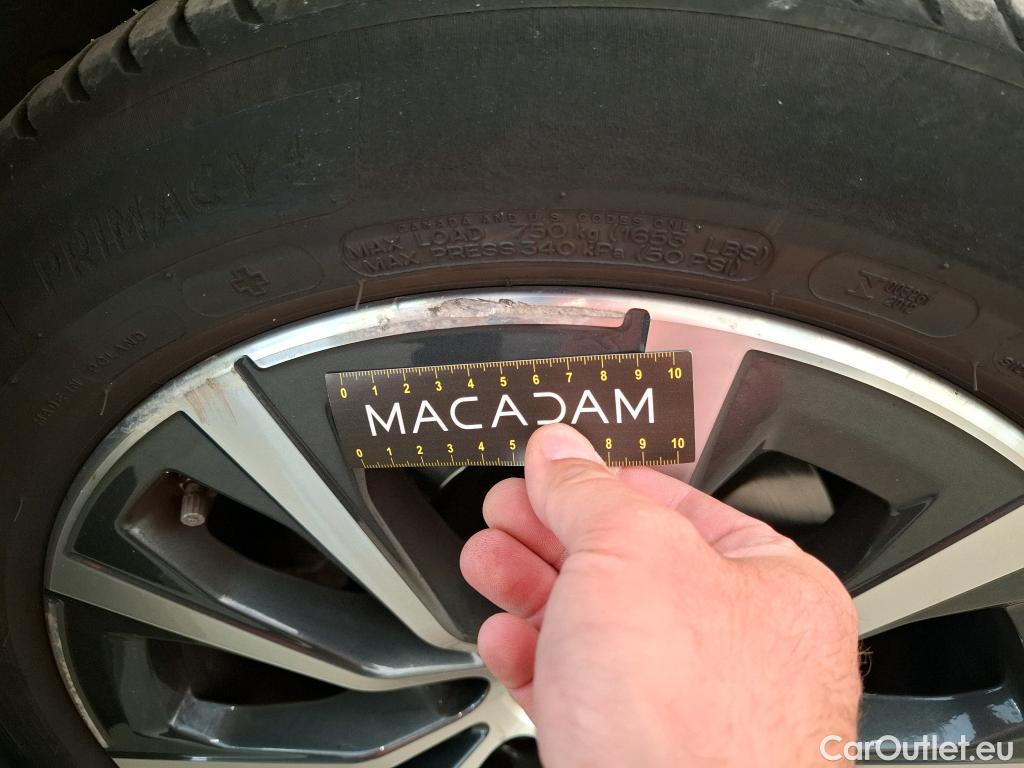 PRIMACY 4
CANADA AND U.S. CODES ONLY
MAX LOAD 750 kg (1655 LBS)
MAX PRESS 340 kPa (50 PSI)
MADE IN POLAND
0 1 2 3 4 5 6 7 8 9 10
MACADAM
0 1 2 3 4 5 8 9 10
CarOutlet.eu